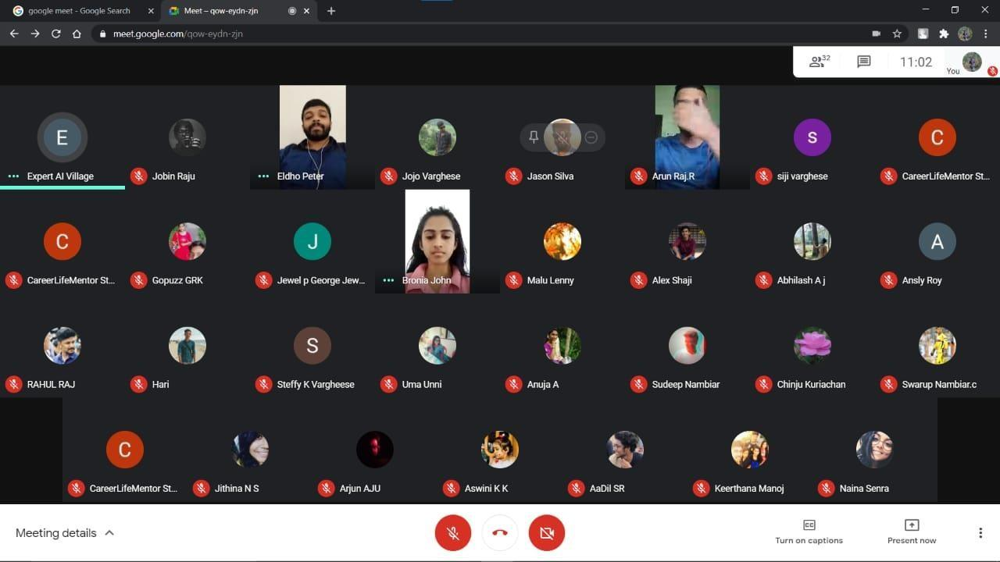 google meet - Google Search
Meet – qow-eydn-zjn
meet.google.com/qow-eydn-zjn
32
11:02
You
E
S
C
Expert AI Village
Jobin Raju
Eldho Peter
Jojo Varghese
Jason Silva
Arun Raj.R
siji varghese
CareerLifeMentor St...
C
J
A
CareerLifeMentor St...
Gopuzz GRK
Jewel p George Jew...
Bronia John
Malu Lenny
Alex Shaji
Abhilash A j
Ansly Roy
S
RAHUL RAJ
Hari
Steffy K Vargheese
Uma Unni
Anuja A
Sudeep Nambiar
Chinju Kuriachan
Swarup Nambiar.c
C
CareerLifeMentor St...
Jithina N S
Arjun AJU
Aswini K K
AaDil SR
Keerthana Manoj
Naina Senra
Meeting details
CC
Turn on captions
Present now